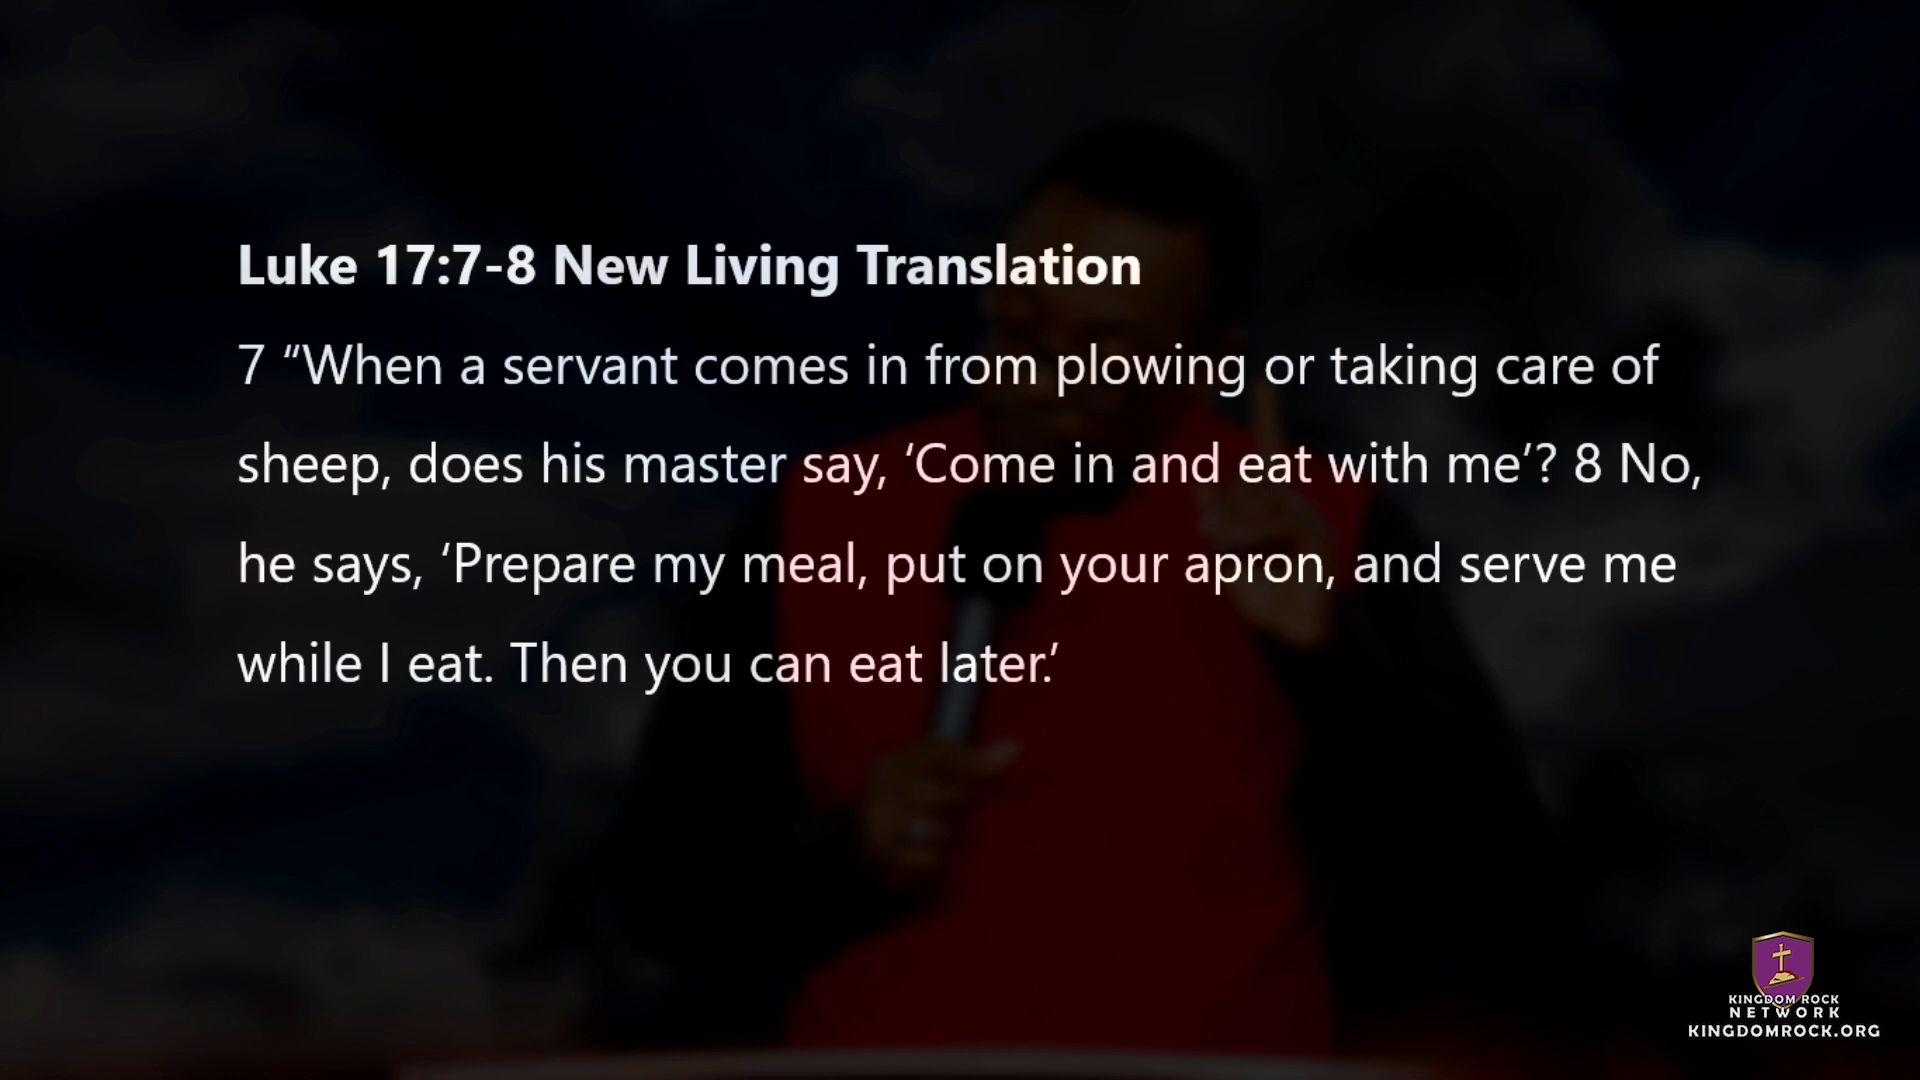 Luke 17:7-8 New Living Translation
7 “When a servant comes in from plowing or taking care of
sheep, does his master say, ‘Come in and eat with me’? 8 No,
he says, ‘Prepare my meal, put on your apron, and serve me
while I eat. Then you can eat later.’
KINGDOM ROCK
NETWORK
KINGDOMROCK.ORG